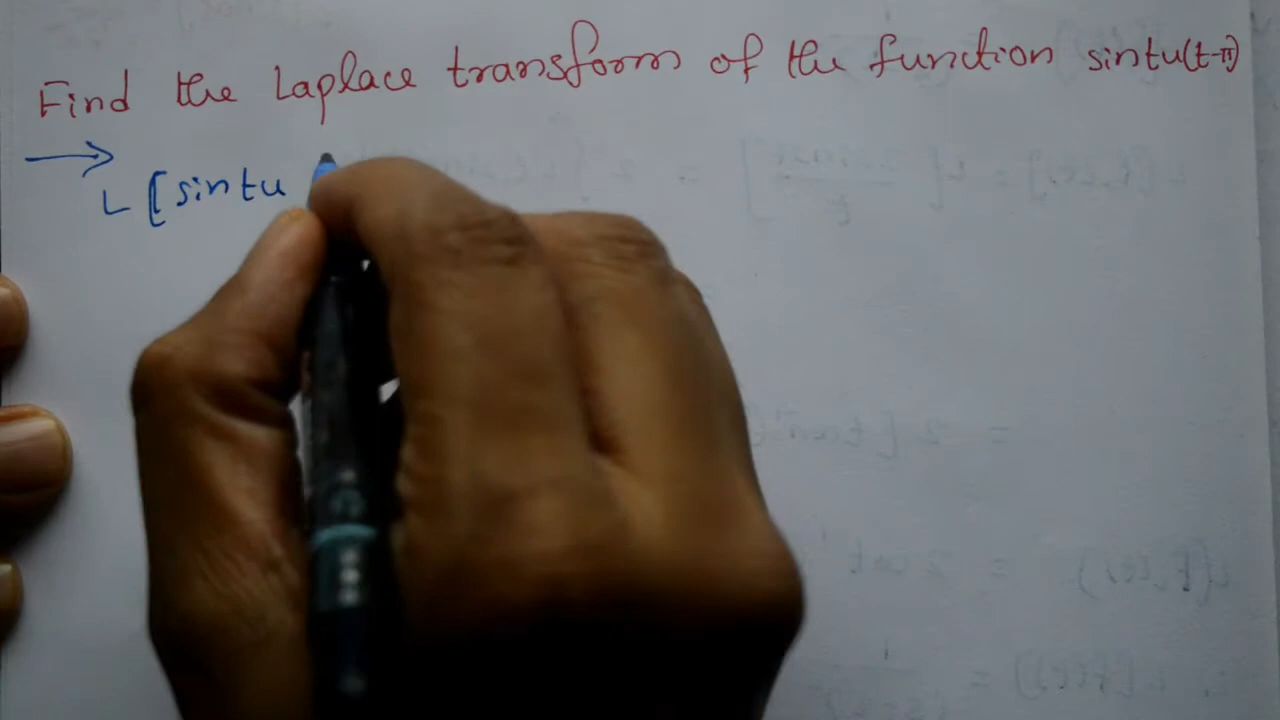 Find the Laplace transform of the function sintu(t-π)
→ L [sintu